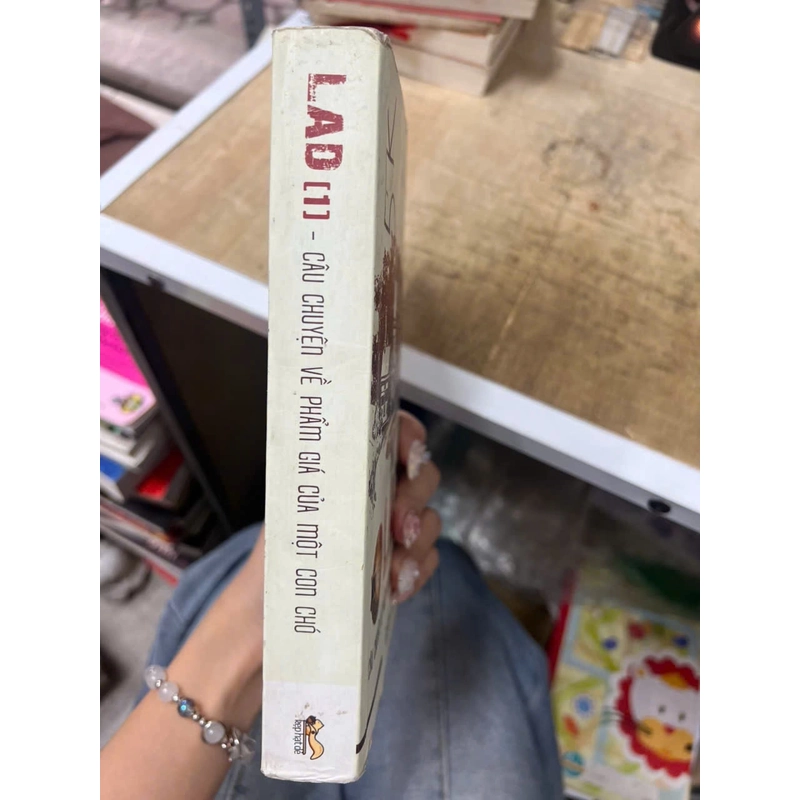 LAD [1] - CÂU CHUYỆN VỀ PHẨM GIÁ CỦA MỘT CON CHÓ